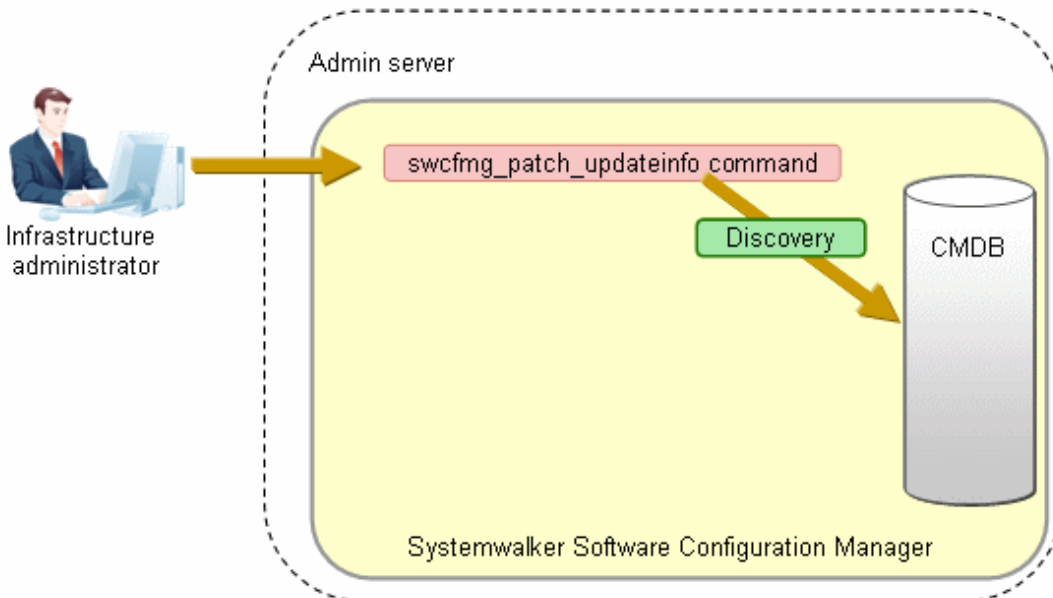 Admin server
swcfmg_patch_updateinfo command
Discovery
CMDB
Infrastructure
administrator
Systemwalker Software Configuration Manager